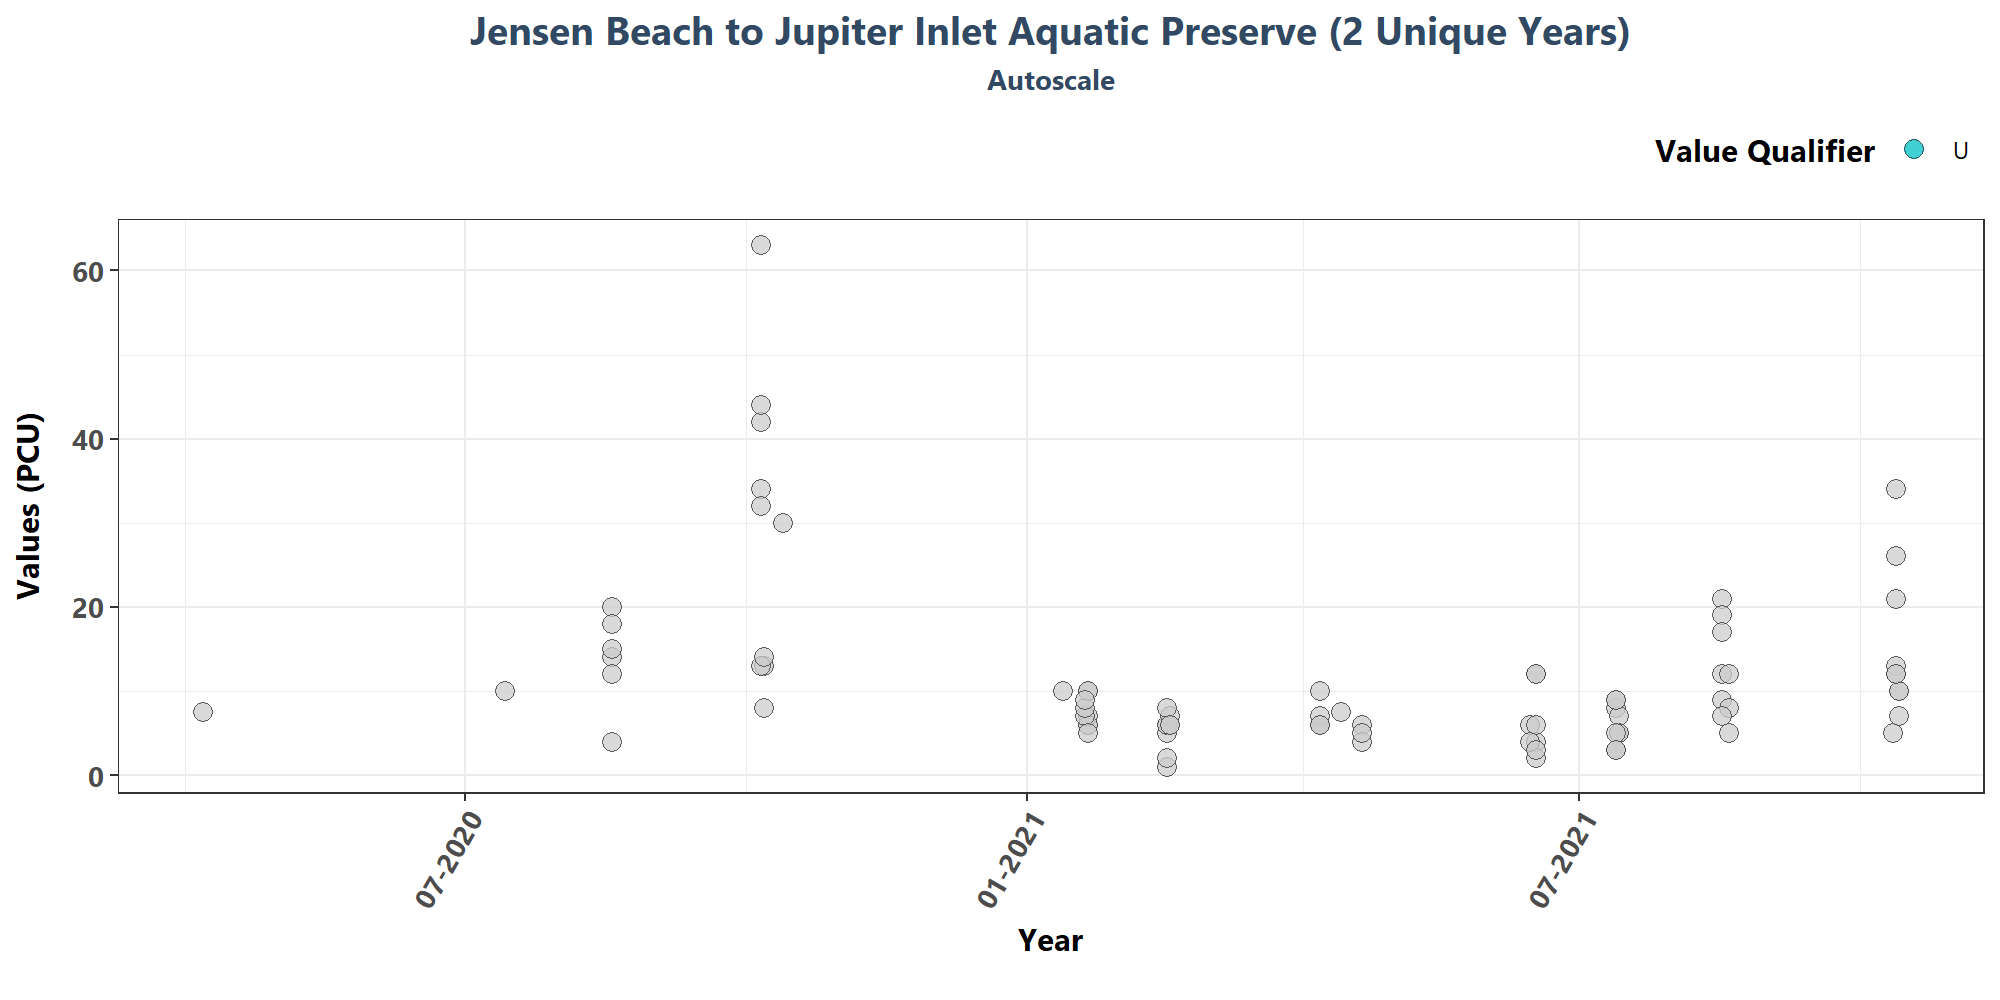 Jensen Beach to Jupiter Inlet Aquatic Preserve (2 Unique Years)
Autoscale
Value Qualifier U
Values (PCU)
60
40
20
0
07-2020
01-2021
07-2021
Year